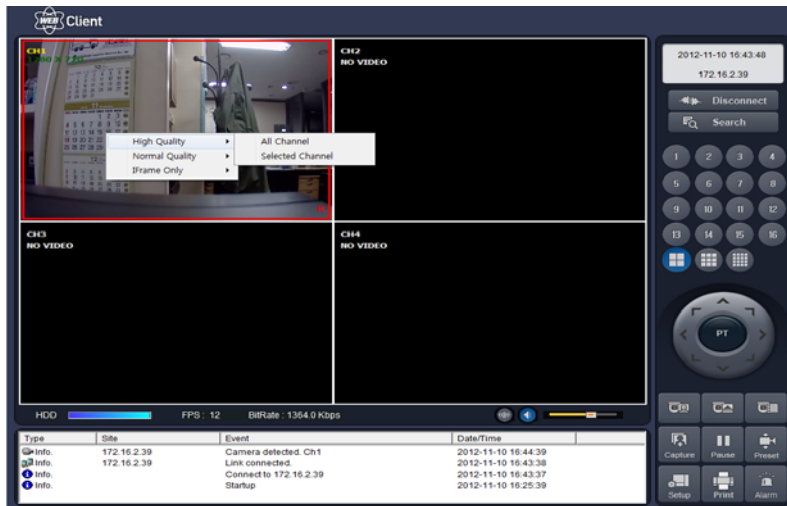 WEB Client
CH1
1280 X 720
CH2
NO VIDEO
High Quality
All Channel
Normal Quality
Selected Channel
IFrame Only
CH3
NO VIDEO
CH4
NO VIDEO
2012-11-10 16:43:48
172.16.2.39
Disconnect
Search
1 2 3 4
5 6 7 8
9 10 11 12
13 14 15 16
PT
HDD FPS : 12 BitRate : 1364.0 Kbps
Type Site Event Date/Time
Info. 172.16.2.39 Camera detected. Ch1 2012-11-10 16:44:39
Info. 172.16.2.39 Link connected. 2012-11-10 16:43:38
Info. Connect to 172.16.2.39 2012-11-10 16:43:37
Info. Startup 2012-11-10 16:25:39
Capture Pause Preset
Setup Print Alarm